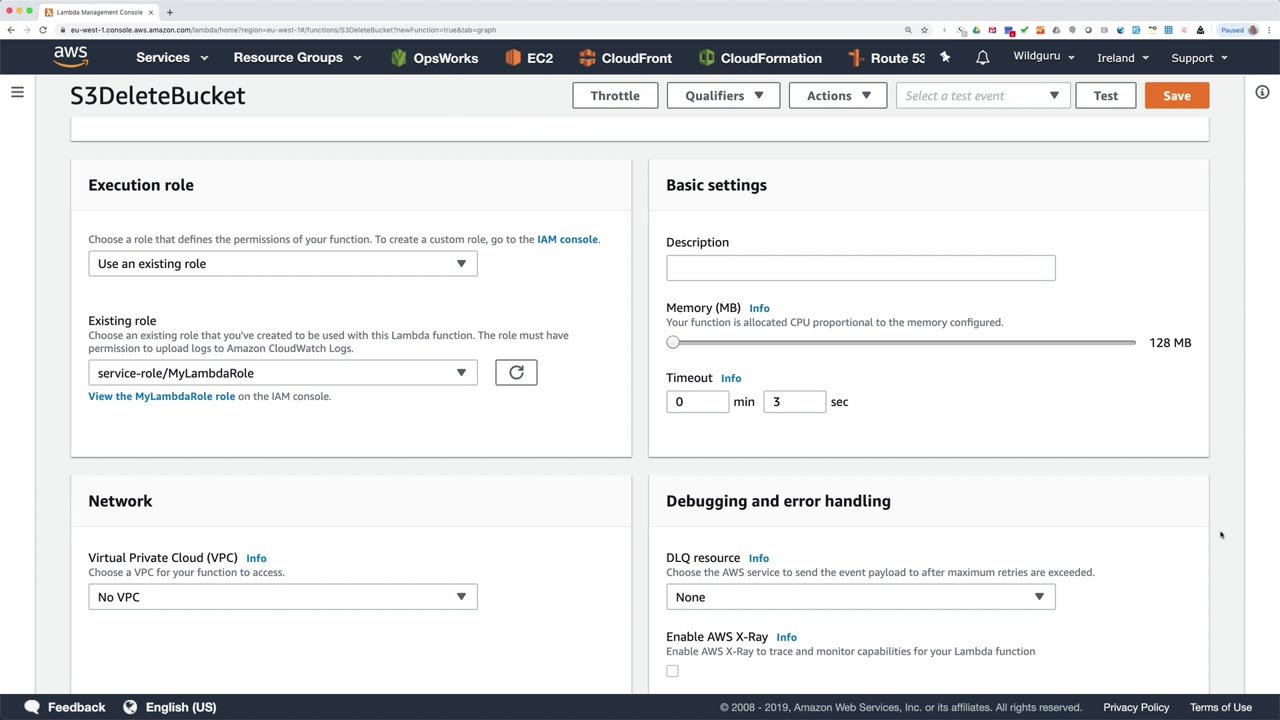 Lambda Management Console
eu-west-1.console.aws.amazon.com/lambda/home?region=eu-west-1#/functions/S3DeleteBucket?newFunction=true&tab=graph
Paused
aws
Services
Resource Groups
OpsWorks
EC2
CloudFront
CloudFormation
Route 53
Wildguru
Ireland
Support
S3DeleteBucket
Throttle
Qualifiers
Actions
Select a test event
Test
Save
Execution role
Choose a role that defines the permissions of your function. To create a custom role, go to the IAM console.
Use an existing role
Existing role
Choose an existing role that you've created to be used with this Lambda function. The role must have
permission to upload logs to Amazon CloudWatch Logs.
service-role/MyLambdaRole
View the MyLambdaRole role on the IAM console.
Basic settings
Description
Memory (MB) Info
Your function is allocated CPU proportional to the memory configured.
128 MB
Timeout Info
0 min 3 sec
Network
Virtual Private Cloud (VPC) Info
Choose a VPC for your function to access.
No VPC
Debugging and error handling
DLQ resource Info
Choose the AWS service to send the event payload to after maximum retries are exceeded.
None
Enable AWS X-Ray Info
Enable AWS X-Ray to trace and monitor capabilities for your Lambda function
Feedback
English (US)
© 2008 - 2019, Amazon Web Services, Inc. or its affiliates. All rights reserved.
Privacy Policy
Terms of Use